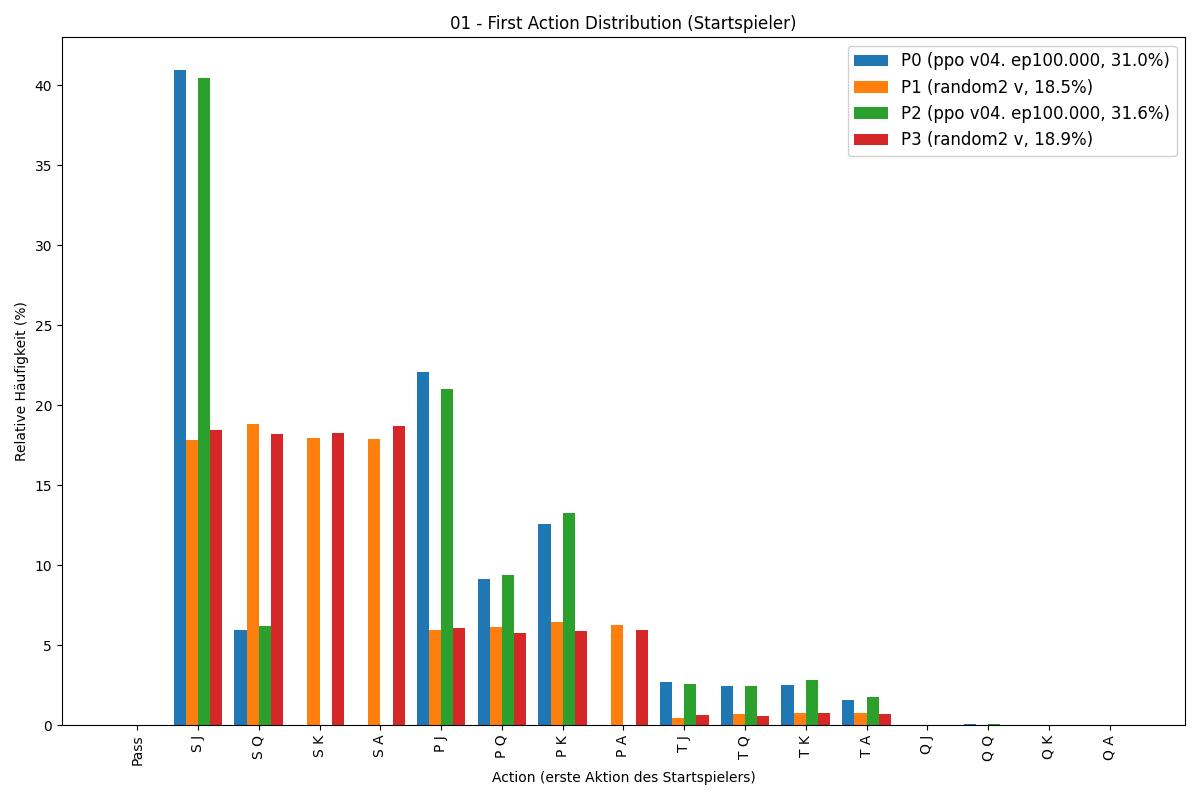 01 - First Action Distribution (Startspieler)
P0 (ppo v04. ep100.000, 31.0%)
P1 (random2 v, 18.5%)
P2 (ppo v04. ep100.000, 31.6%)
P3 (random2 v, 18.9%)
Relative Häufigkeit (%)
40
35
30
25
20
15
10
5
0
Pass
S J
S Q
S K
S A
P J
P Q
P K
P A
T J
T Q
T K
T A
Q J
Q Q
Q K
Q A
Action (erste Aktion des Startspielers)